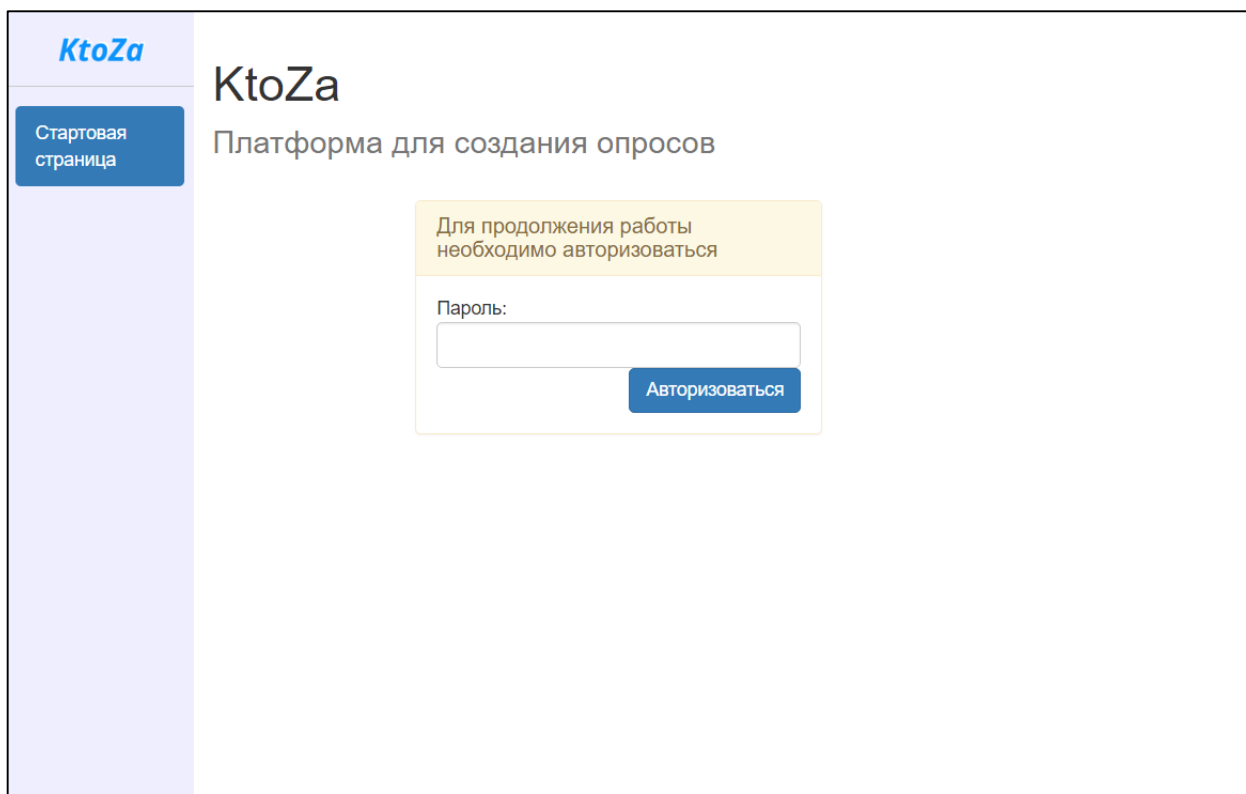 KtoZa
Стартовая
страница
KtoZa
Платформа для создания опросов
Для продолжения работы
необходимо авторизоваться
Пароль:
Авторизоваться